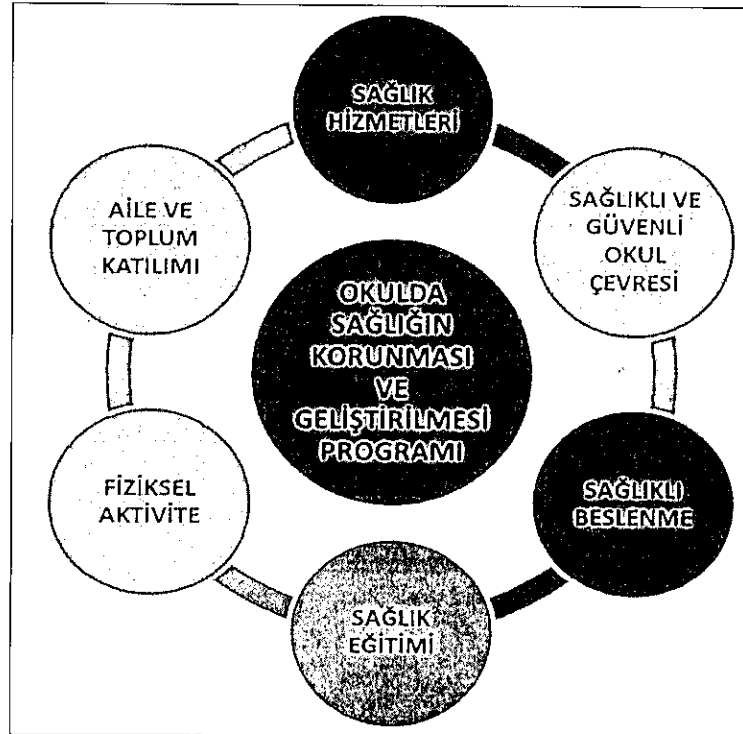 SAĞLIK
HİZMETLERİ
SAĞLIKLI VE
GÜVENLİ
OKUL
ÇEVRESİ
SAĞLIKLI
BESLENME
SAĞLIK
EĞİTİMİ
FİZİKSEL
AKTİVİTE
AİLE VE
TOPLUM
KATILIMI
OKULDA
SAĞLIĞIN
KORUNMASI
VE
GELİŞTİRİLMESİ
PROGRAMI